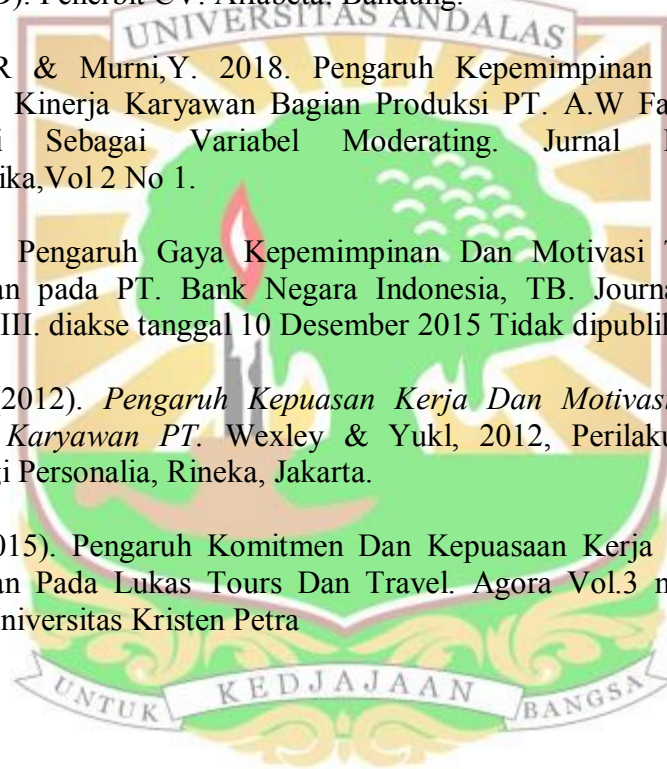 UNIVERSITAS ANDALAS
R & Murni,Y. 2018. Pengaruh Kepemimpinan
Kinerja Karyawan Bagian Produksi PT. A.W Fa
i Sebagai Variabel Moderating. Jurnal
ika,Vol 2 No 1.
Pengaruh Gaya Kepemimpinan Dan Motivasi
an pada PT. Bank Negara Indonesia, TB. Journa
III. diakse tanggal 10 Desember 2015 Tidak dipublik
(2012). Pengaruh Kepuasan Kerja Dan Motivasi
Karyawan PT. Wexley & Yukl, 2012, Perilaku
gi Personalia, Rineka, Jakarta.
015). Pengaruh Komitmen Dan Kepuasaan Kerja
an Pada Lukas Tours Dan Travel. Agora Vol.3 n
niversitas Kristen Petra
UNTUK KEDJAJAAN BANGSA